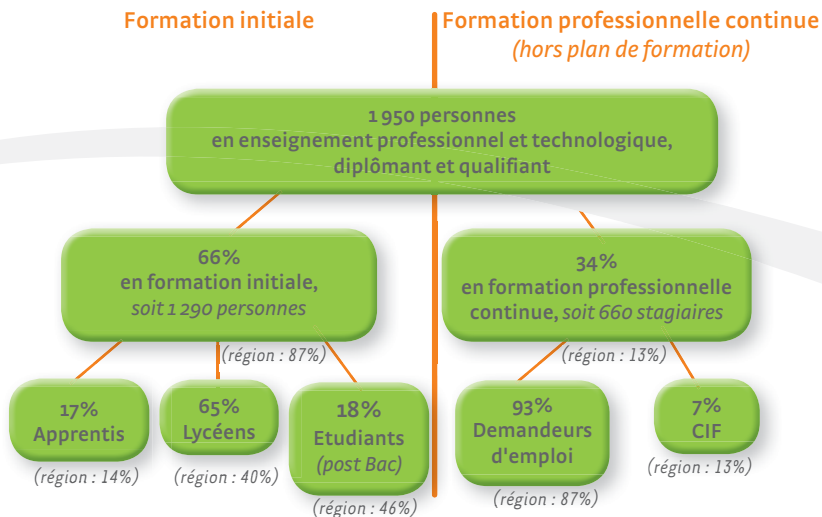 Formation initiale
Formation professionnelle continue
(hors plan de formation)
1 950 personnes
en enseignement professionnel et technologique,
diplômant et qualifiant
66%
en formation initiale,
soit 1 290 personnes
(région : 87%)
34%
en formation professionnelle
continue, soit 660 stagiaires
(région : 13%)
17%
Apprentis
(région : 14%)
65%
Lycéens
(région : 40%)
18%
Etudiants
(post Bac)
(région : 46%)
93%
Demandeurs
d'emploi
(région : 87%)
7%
CIF
(région : 13%)